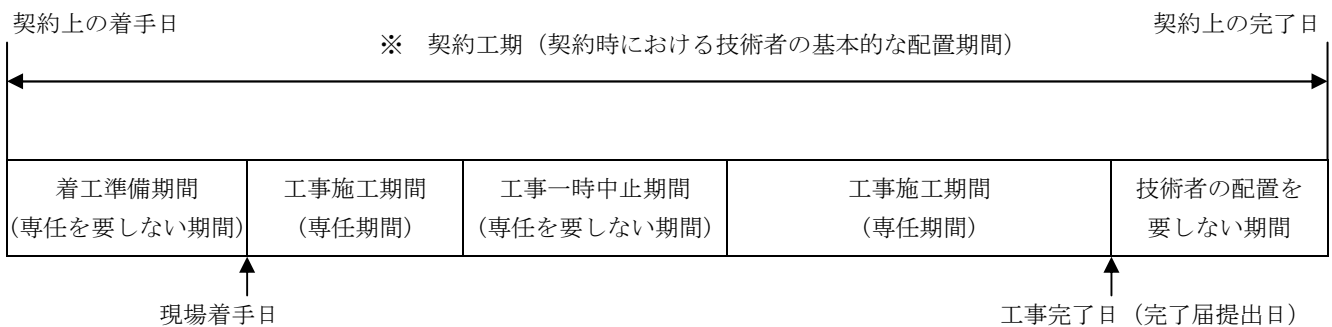 契約上の着手日
契約上の完了日
※ 契約工期（契約時における技術者の基本的な配置期間）
着工準備期間
(専任を要しない期間)
工事施工期間
(専任期間)
工事一時中止期間
(専任を要しない期間)
工事施工期間
(専任期間)
技術者の配置を
要しない期間
現場着手日
工事完了日（完了届提出日）